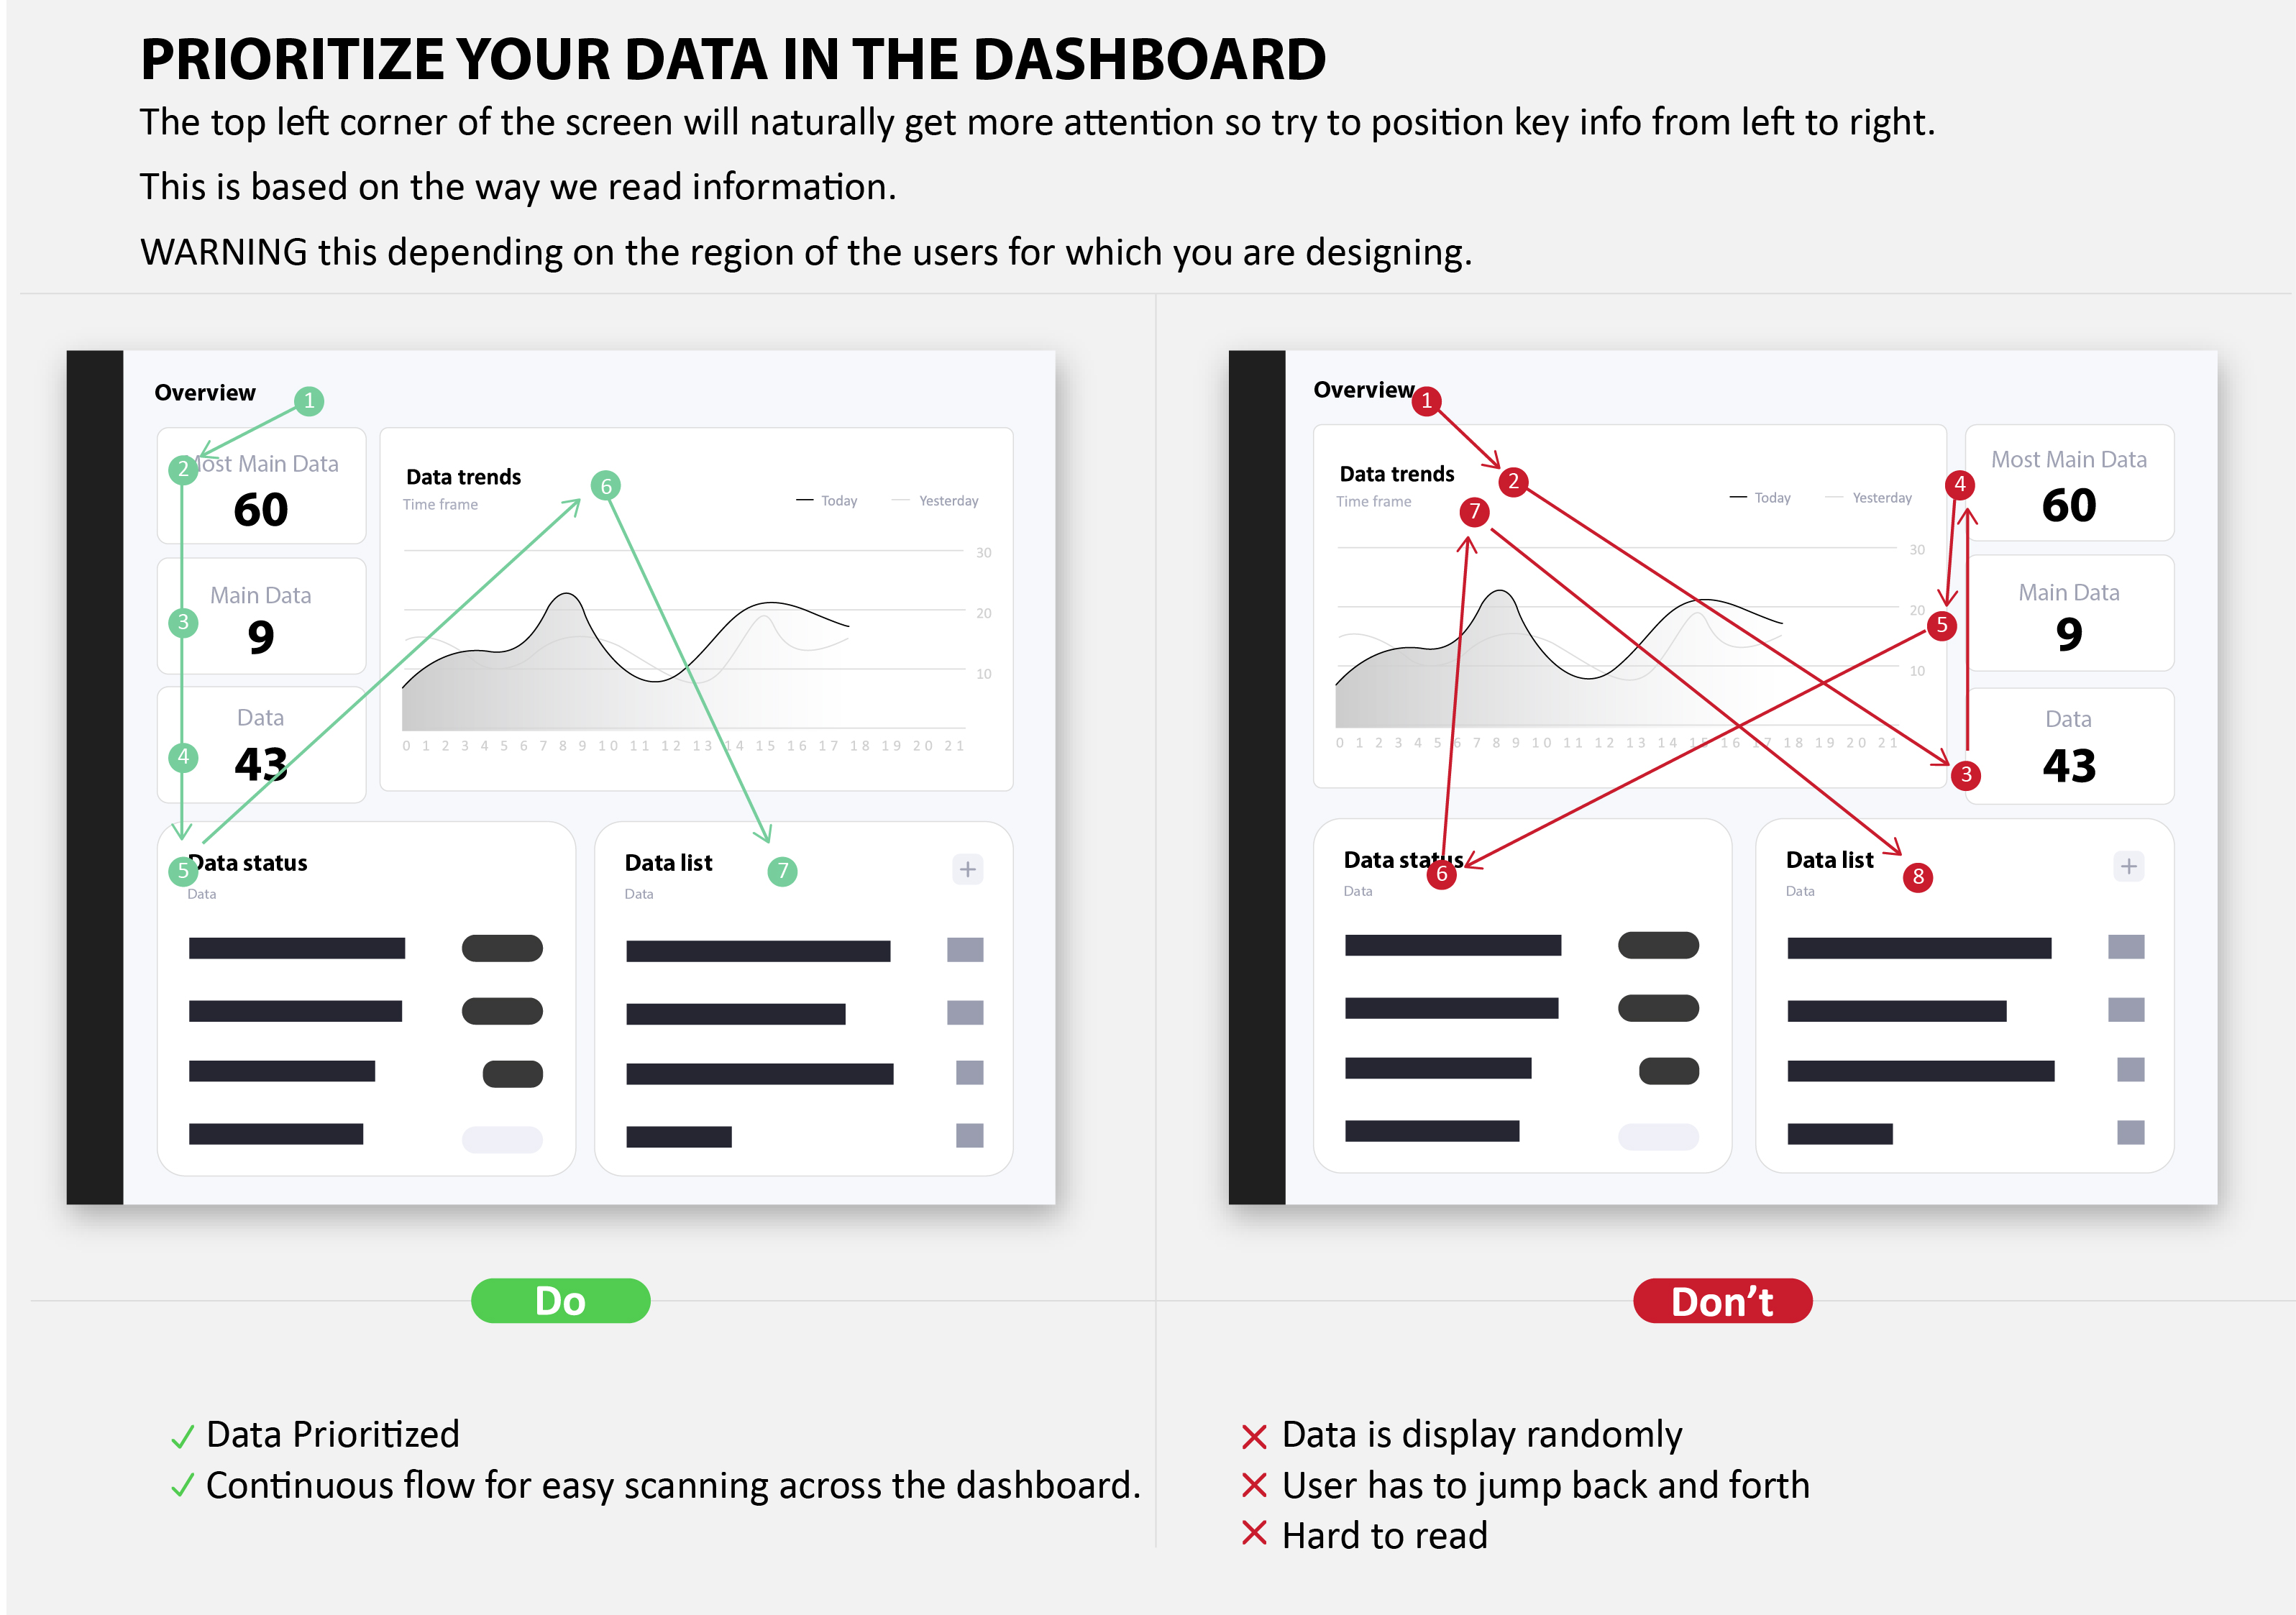 PRIORITIZE YOUR DATA IN THE DASHBOARD
The top left corner of the screen will naturally get more attention so try to position key info from left to right.
This is based on the way we read information.
WARNING this depending on the region of the users for which you are designing.
Overview
1
2
Most Main Data
60
3
Main Data
9
4
Data
43
Data trends
6
Time frame
Today
Yesterday
30
20
10
0 1 2 3 4 5 6 7 8 9 10 11 12 13 14 15 16 17 18 19 20 21
5
Data status
Data
Data list
7
+
Data
Overview
1
Data trends
2
7
Time frame
Today
Yesterday
30
20
10
0 1 2 3 4 5 6 7 8 9 10 11 12 13 14 15 16 17 18 19 20 21
4
Most Main Data
60
5
Main Data
9
3
Data
43
Data status
6
Data
Data list
8
+
Data
Do
Don’t
Data Prioritized
Continuous flow for easy scanning across the dashboard.
Data is display randomly
User has to jump back and forth
Hard to read